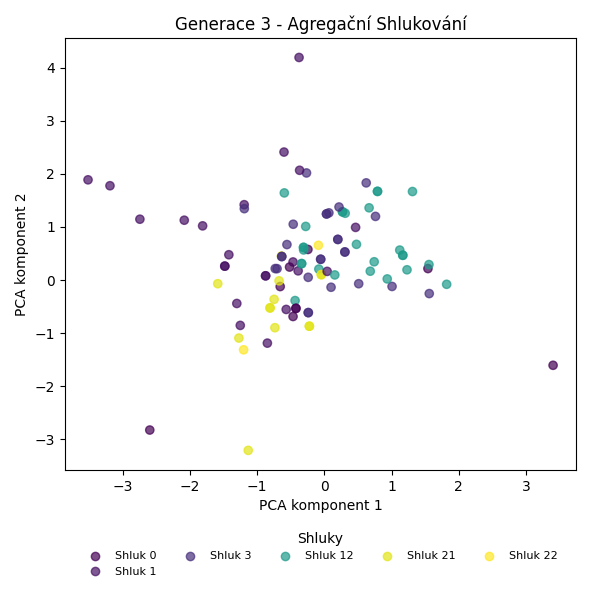 Generace 3 - Agregační Shlukování
PCA komponent 2
4
3
2
1
0
−1
−2
−3
−3
−2
−1
0
1
2
3
PCA komponent 1
Shluky
Shluk 0
Shluk 3
Shluk 12
Shluk 21
Shluk 22
Shluk 1